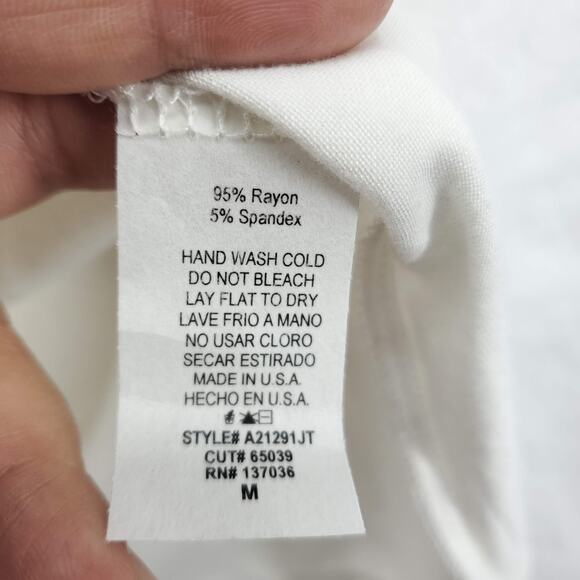 95% Rayon
5% Spandex
HAND WASH COLD
DO NOT BLEACH
LAY FLAT TO DRY
LAVE FRIO A MANO
NO USAR CLORO
SECAR ESTIRADO
MADE IN U.S.A.
HECHO EN U.S.A.
STYLE# A21291JT
CUT# 65039
RN# 137036
M